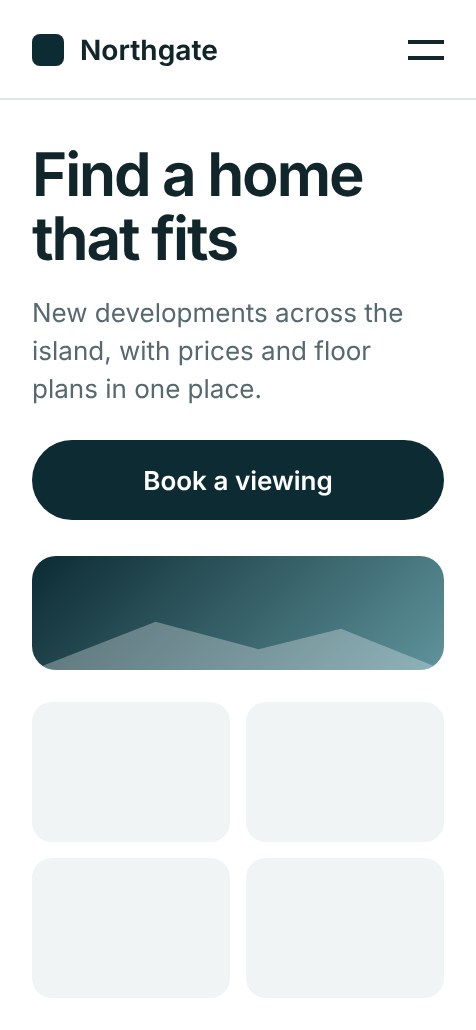 Northgate
Find a home
that fits
New developments across the
island, with prices and floor
plans in one place.
Book a viewing